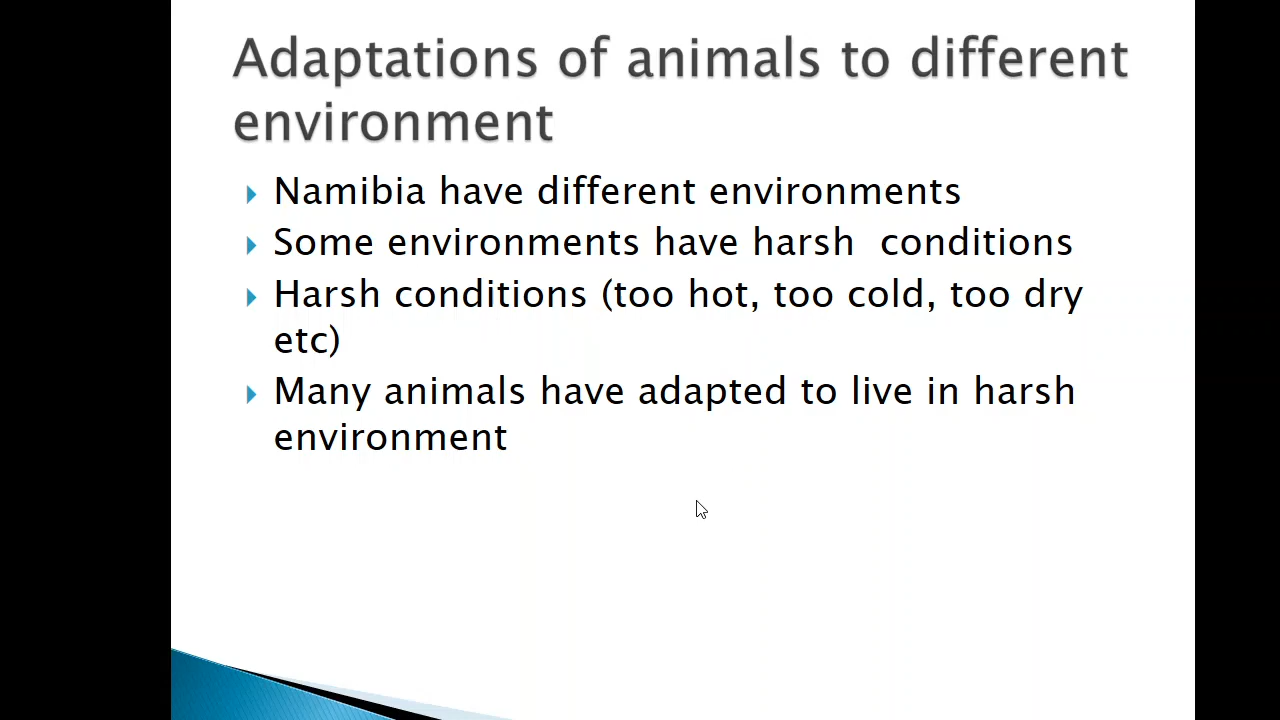 Adaptations of animals to different
environment
Namibia have different environments
Some environments have harsh  conditions
Harsh conditions (too hot, too cold, too dry
etc)
Many animals have adapted to live in harsh
environment